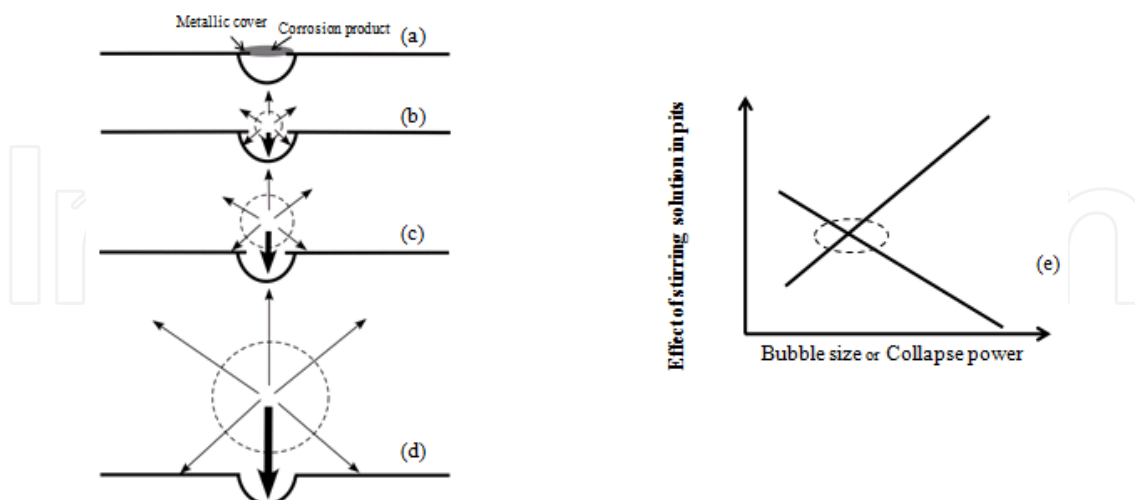 Metallic cover
Corrosion product
(a)
(b)
(c)
(d)
Effect of stirring solution in pits
(e)
Bubble size or Collapse power